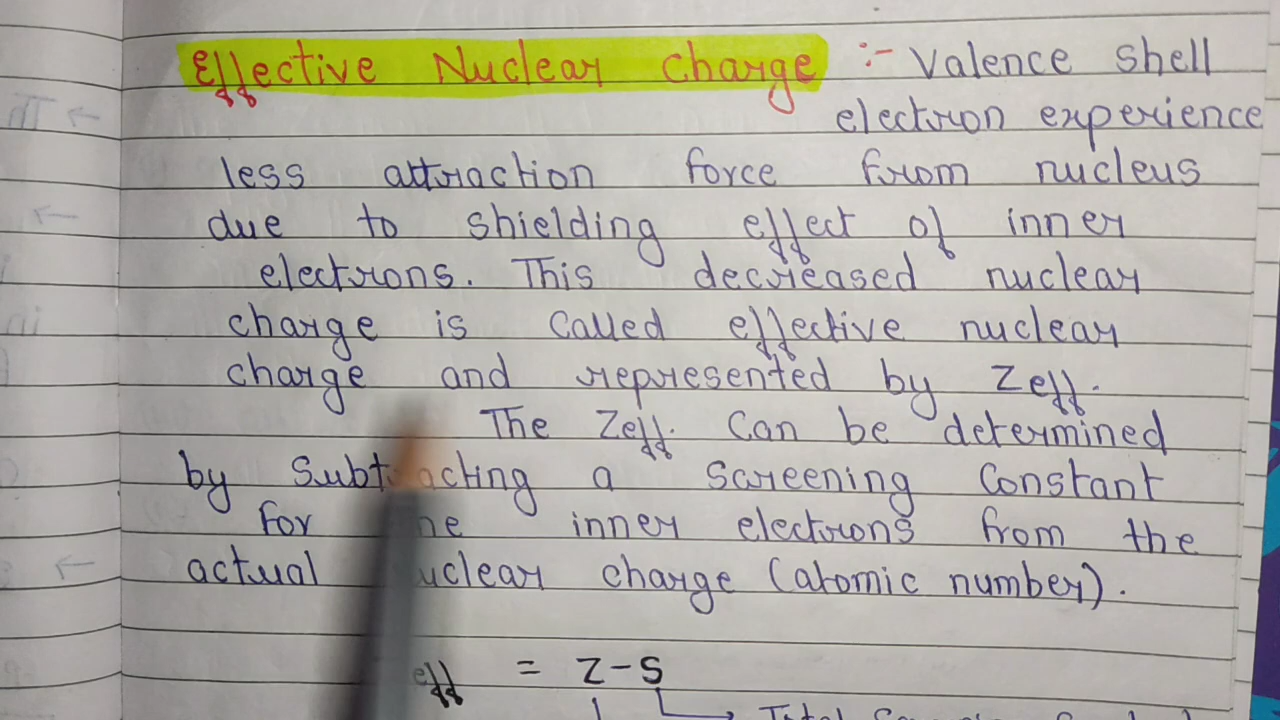 Effective Nuclear Charge :- Valence shell
electron experience
less attraction force from nucleus
due to shielding effect of inner
electrons. This decreased nuclear
charge is called effective nuclear
charge and represented by Zeff.
The Zeff. Can be determined
by Subtracting a Screening Constant
for inner electrons from the
actual charge (atomic number).
eff = Z-S
Total